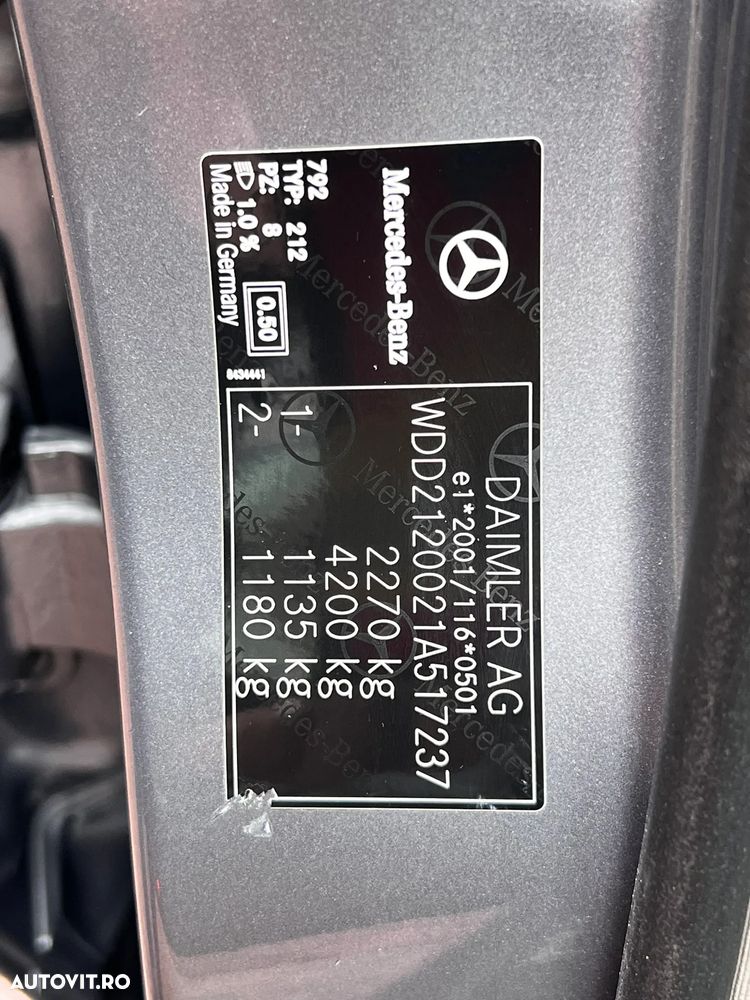 Mercedes-Benz
792
TYP: 212
PZ: 8
1.0 %
Made in Germany
0.50
8434441
DAIMLER AG
e1*2001/116*0501
WDD2120021A517237
2270 kg
4200 kg
1- 1135 kg
2- 1180 kg
AUTOVIT.RO